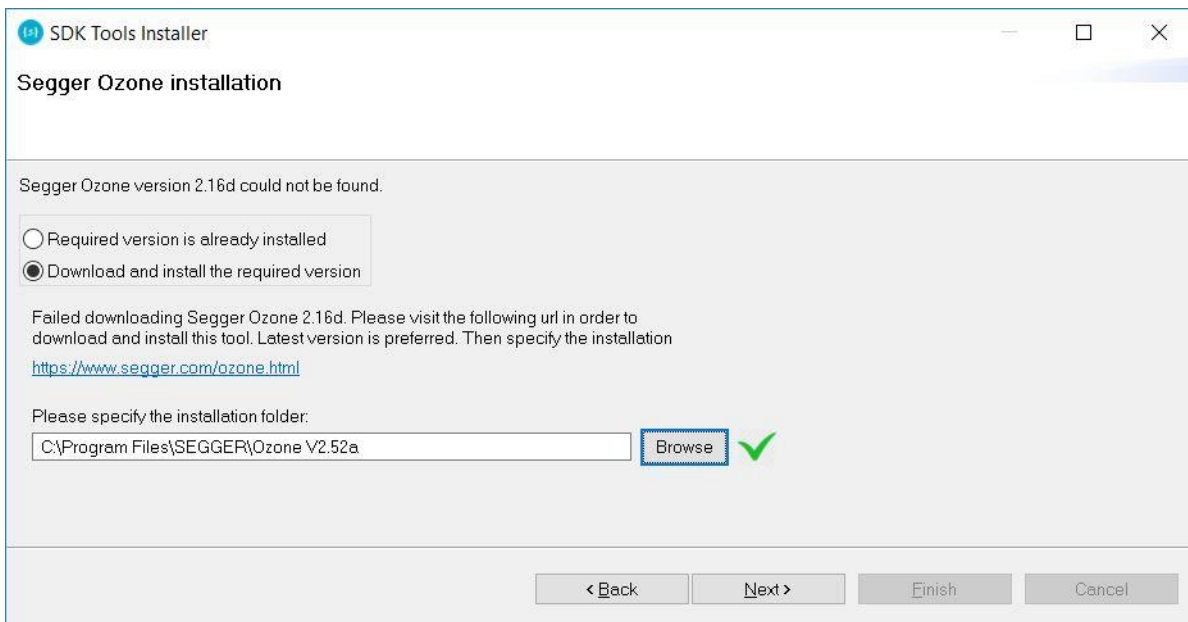 SDK Tools Installer
Segger Ozone installation
Segger Ozone version 2.16d could not be found.
Required version is already installed
Download and install the required version
Failed downloading Segger Ozone 2.16d. Please visit the following url in order to
download and install this tool. Latest version is preferred. Then specify the installation
https://www.segger.com/ozone.html
Please specify the installation folder:
C:\Program Files\SEGGER\Ozone V2.52a
Browse
< Back
Next >
Finish
Cancel